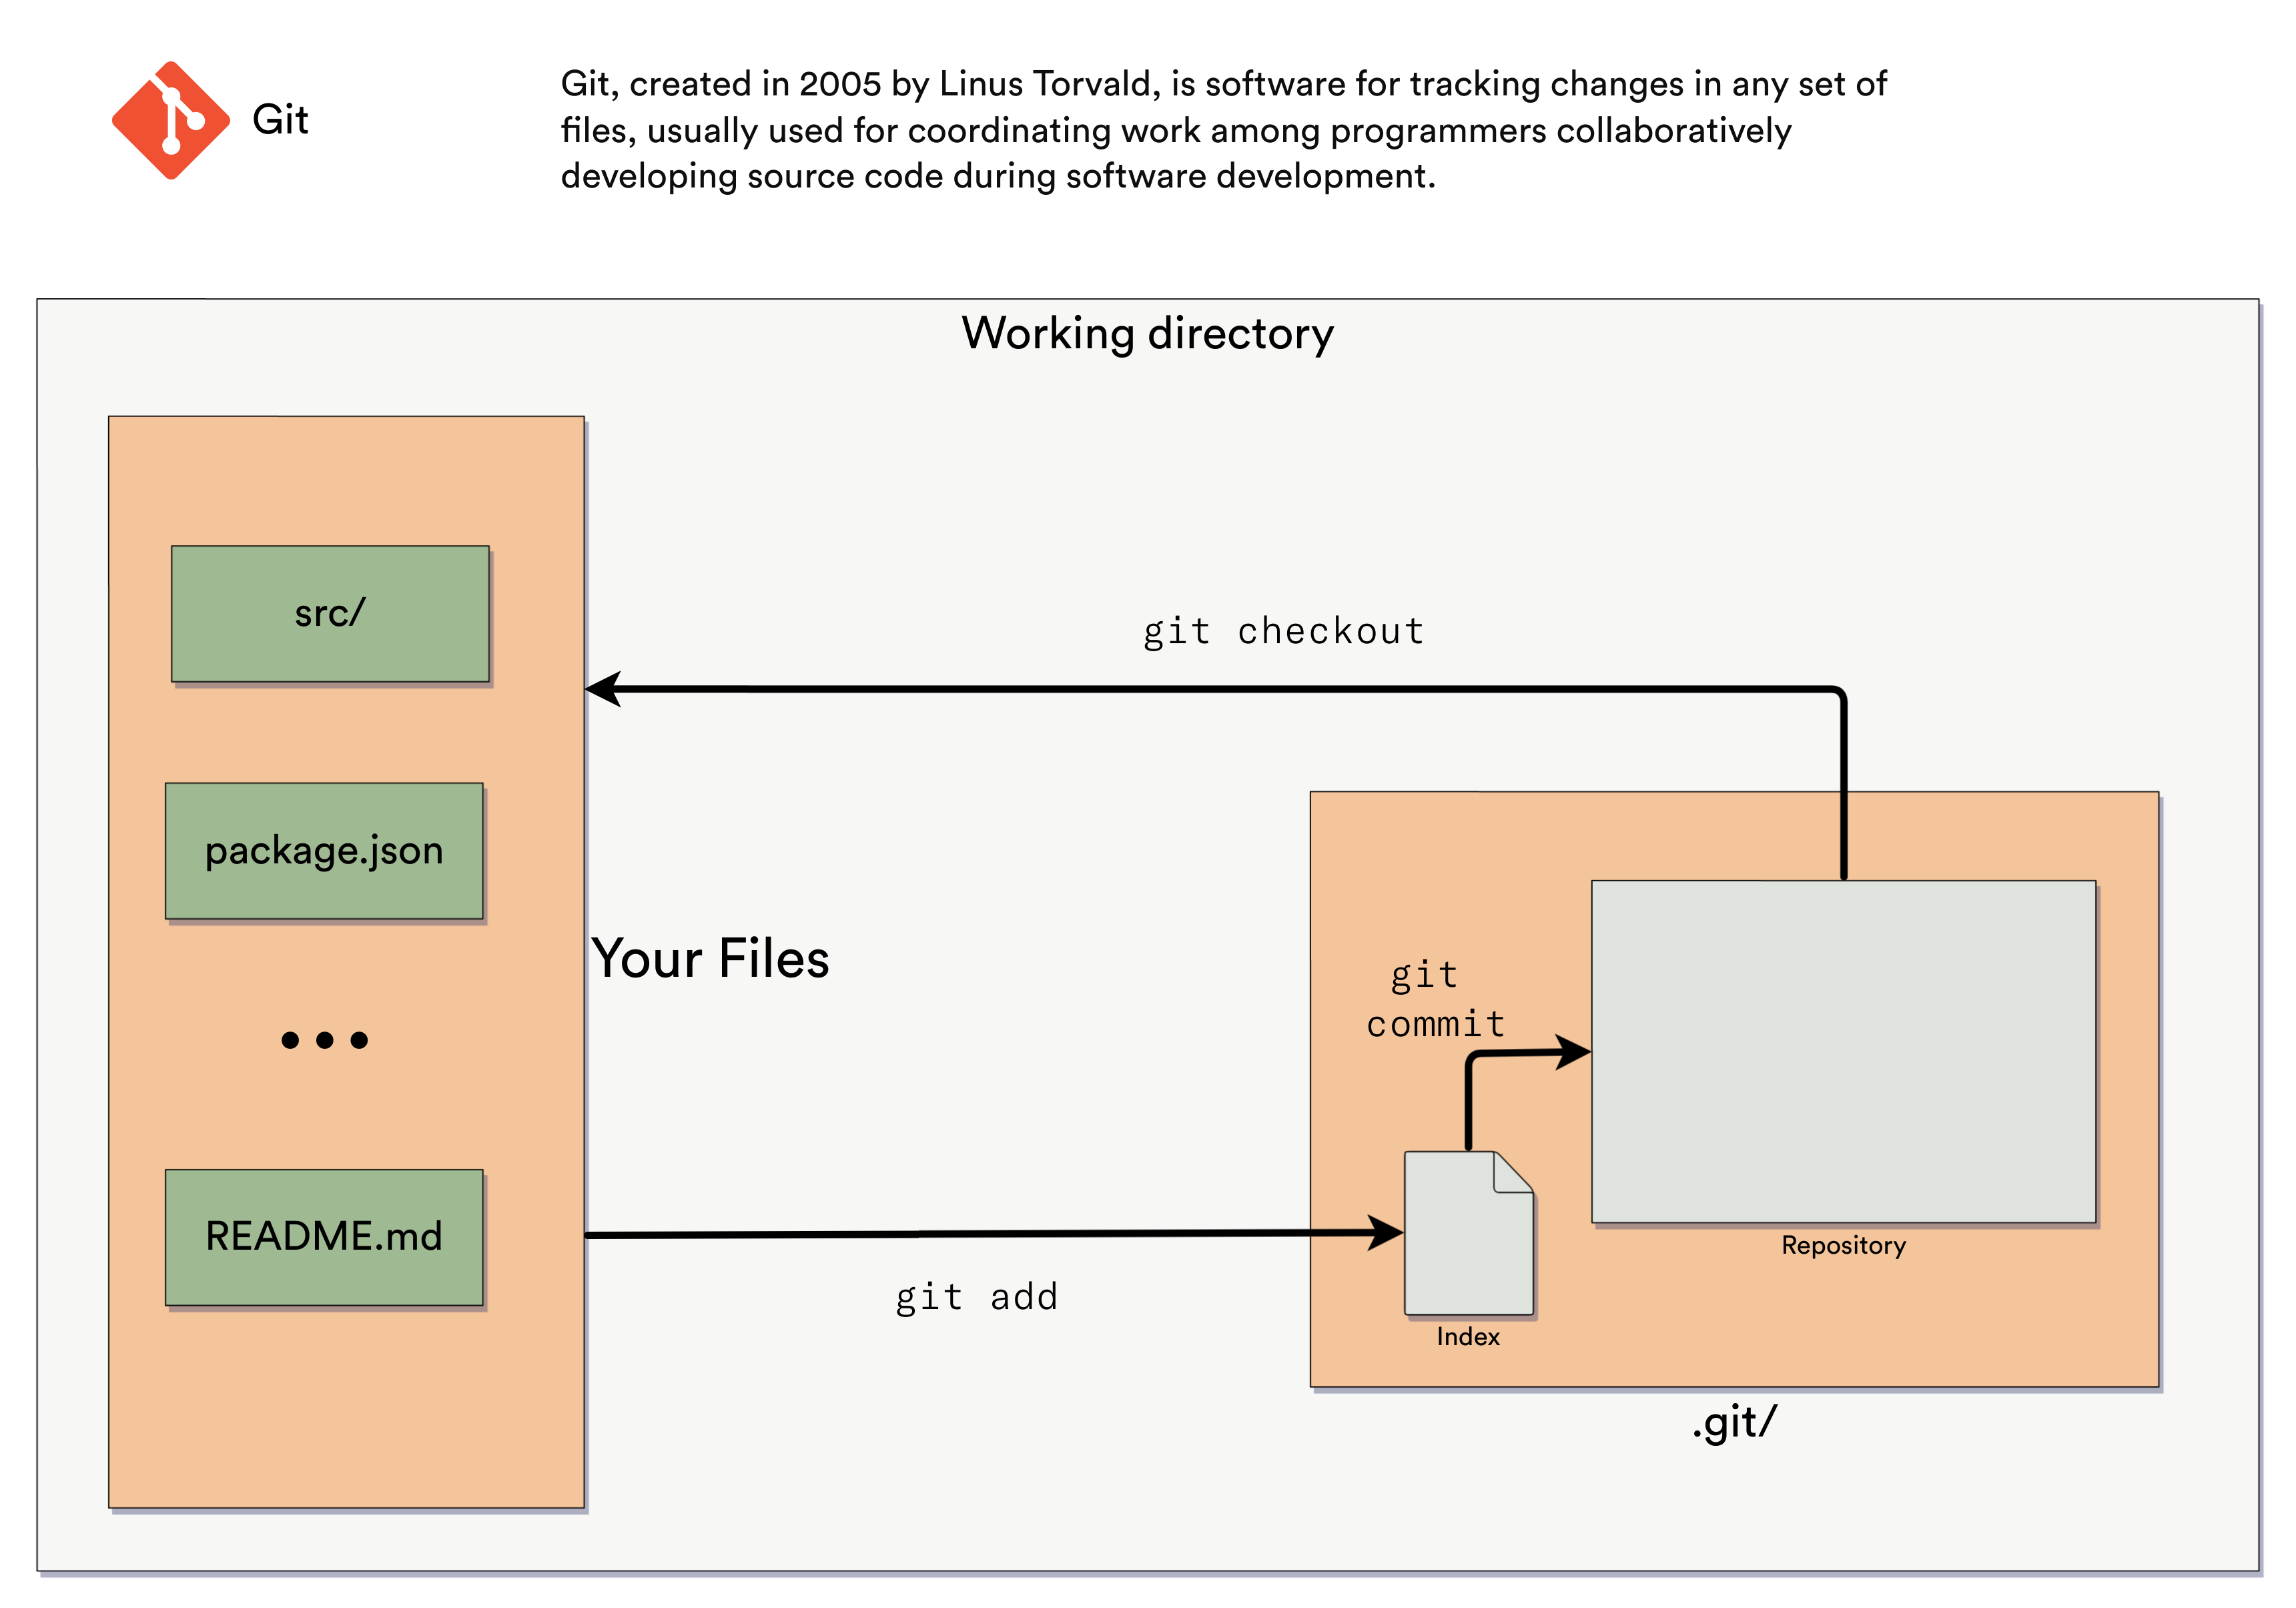 Git
Git, created in 2005 by Linus Torvald, is software for tracking changes in any set of
files, usually used for coordinating work among programmers collaboratively
developing source code during software development.
Working directory
src/
git checkout
package.json
Your Files
git
commit
README.md
Repository
git add
Index
.git/